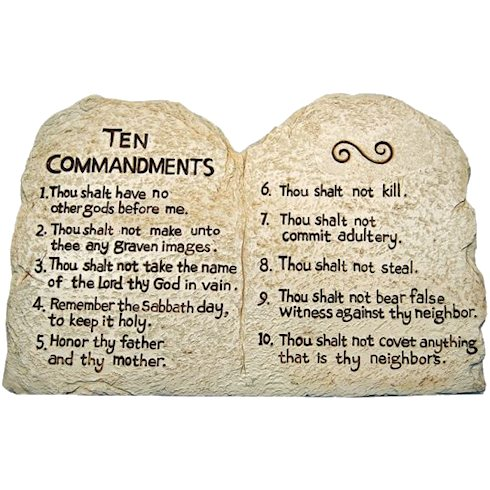 TEN
COMMANDMENTS
1. Thou shalt have no
other gods before me.
2. Thou shalt not make unto
thee any graven images.
3. Thou shalt not take the name
of the Lord thy God in vain.
4. Remember the Sabbath day,
to keep it holy.
5. Honor thy father
and thy mother.
6. Thou shalt not kill.
7. Thou shalt not
commit adultery.
8. Thou shalt not steal.
9. Thou shalt not bear false
witness against thy neighbor.
10. Thou shalt not covet anything
that is thy neighbors.